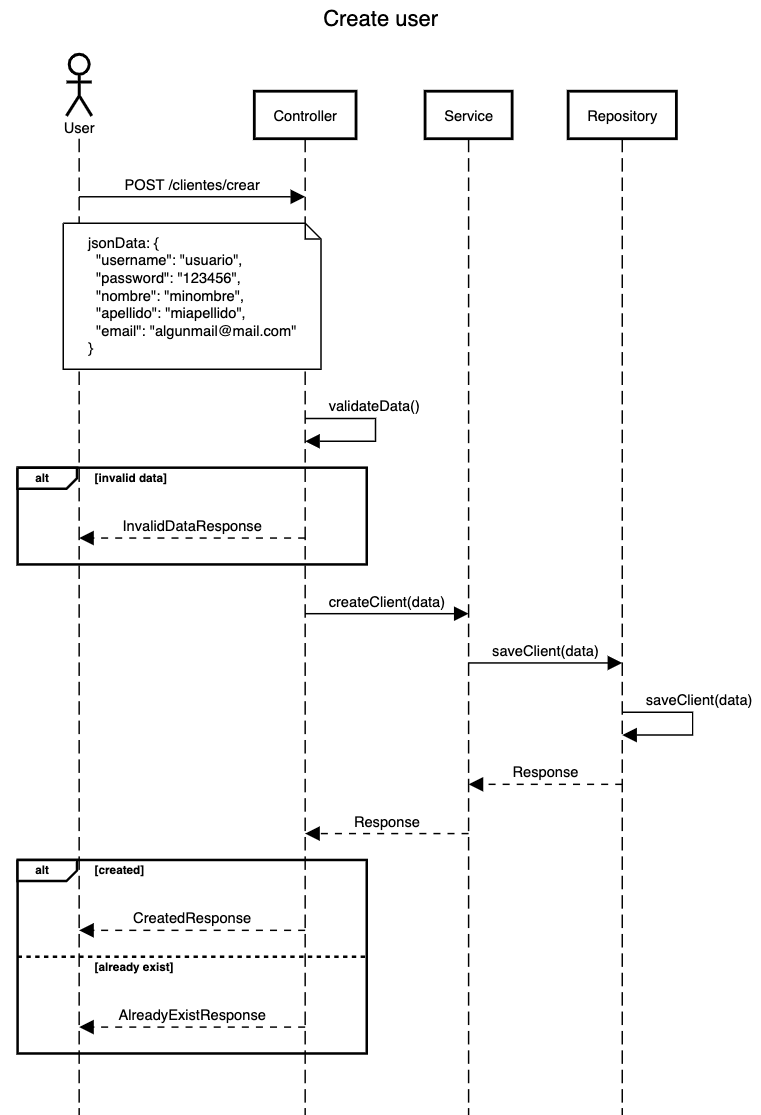 Create user
User
Controller
Service
Repository
POST /clientes/crear
jsonData: {
"username": "usuario",
"password": "123456",
"nombre": "minombre",
"apellido": "miapellido",
"email": "algunmail@mail.com"
}
validateData()
alt [invalid data]
InvalidDataResponse
createClient(data)
saveClient(data)
saveClient(data)
Response
Response
alt [created]
CreatedResponse
[already exist]
AlreadyExistResponse